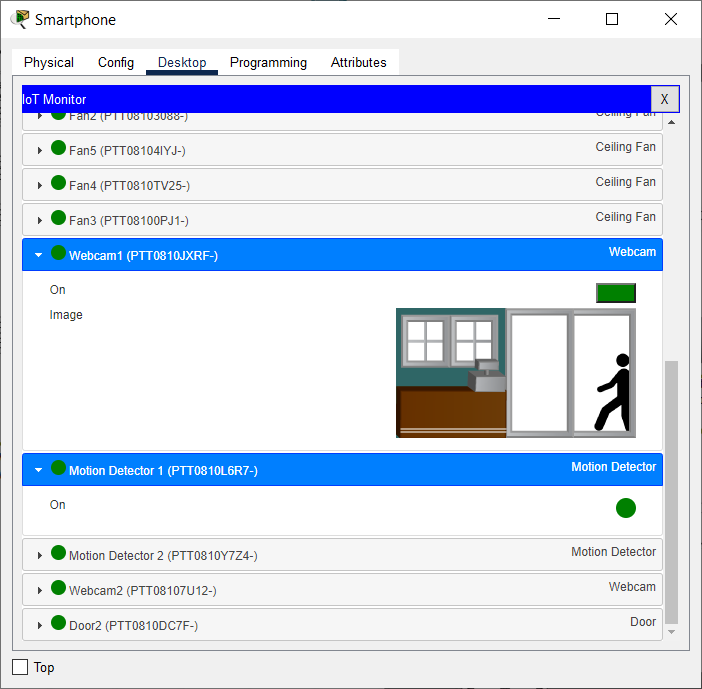 Smartphone
Physical Config Desktop Programming Attributes
IoT Monitor X
Fan2 (PTT08103088-) Ceiling Fan
Fan5 (PTT08104IYJ-) Ceiling Fan
Fan4 (PTT0810TV25-) Ceiling Fan
Fan3 (PTT08100PJ1-) Ceiling Fan
Webcam1 (PTT0810JXRF-) Webcam
On
Image
Motion Detector 1 (PTT0810L6R7-) Motion Detector
On
Motion Detector 2 (PTT0810Y7Z4-) Motion Detector
Webcam2 (PTT08107U12-) Webcam
Door2 (PTT0810DC7F-) Door
Top